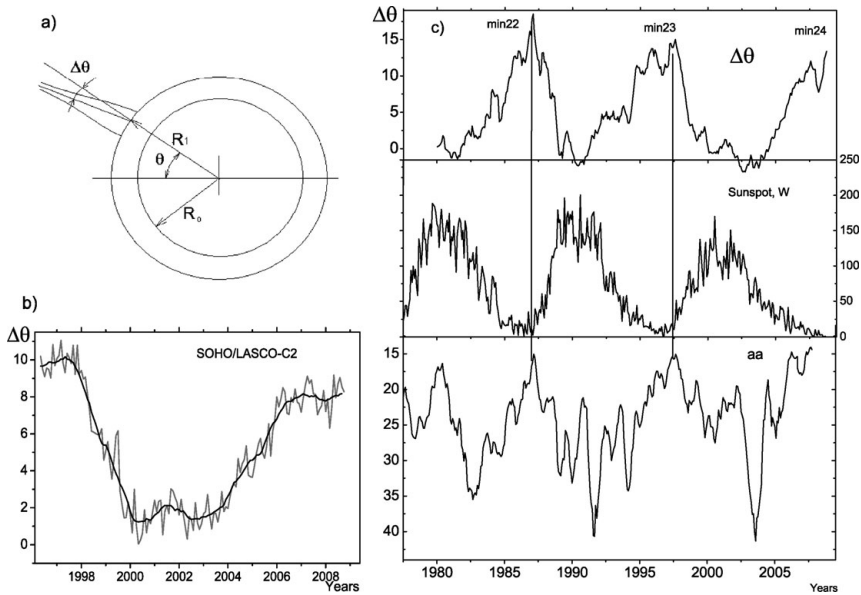 a)
Δθ
R1
θ
Ro
b)
Δθ
SOHO/LASCO-C2
10
8
6
4
2
0
1998 2000 2002 2004 2006 2008
Years
c)
Δθ
min22 min23 min24
Δθ
15
10
5
0
Sunspot, W
250
200
150
100
50
0
aa
15
20
25
30
35
40
1980 1985 1990 1995 2000 2005
Years